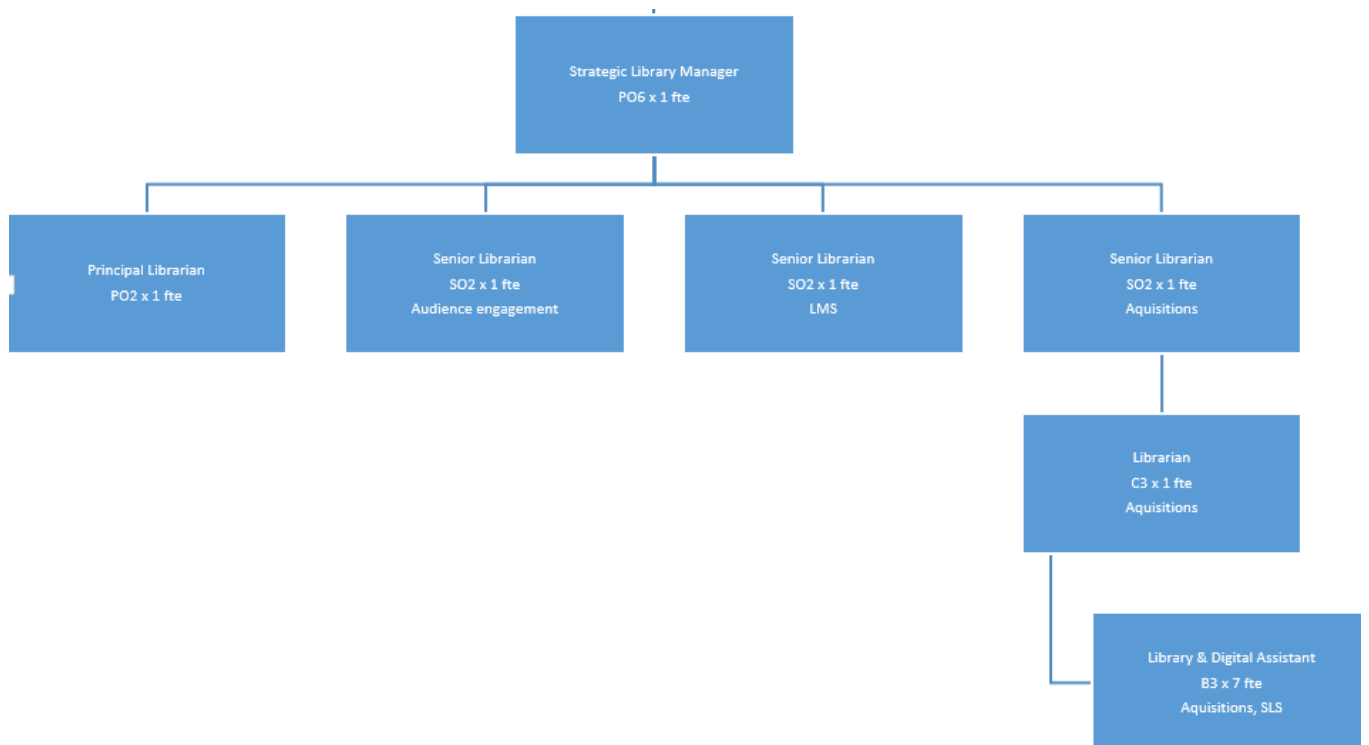 Strategic Library Manager
PO6 x 1 fte
Principal Librarian
PO2 x 1 fte
Senior Librarian
SO2 x 1 fte
Audience engagement
Senior Librarian
SO2 x 1 fte
LMS
Senior Librarian
SO2 x 1 fte
Aquisitions
Librarian
C3 x 1 fte
Aquisitions
Library & Digital Assistant
B3 x 7 fte
Aquisitions, SLS